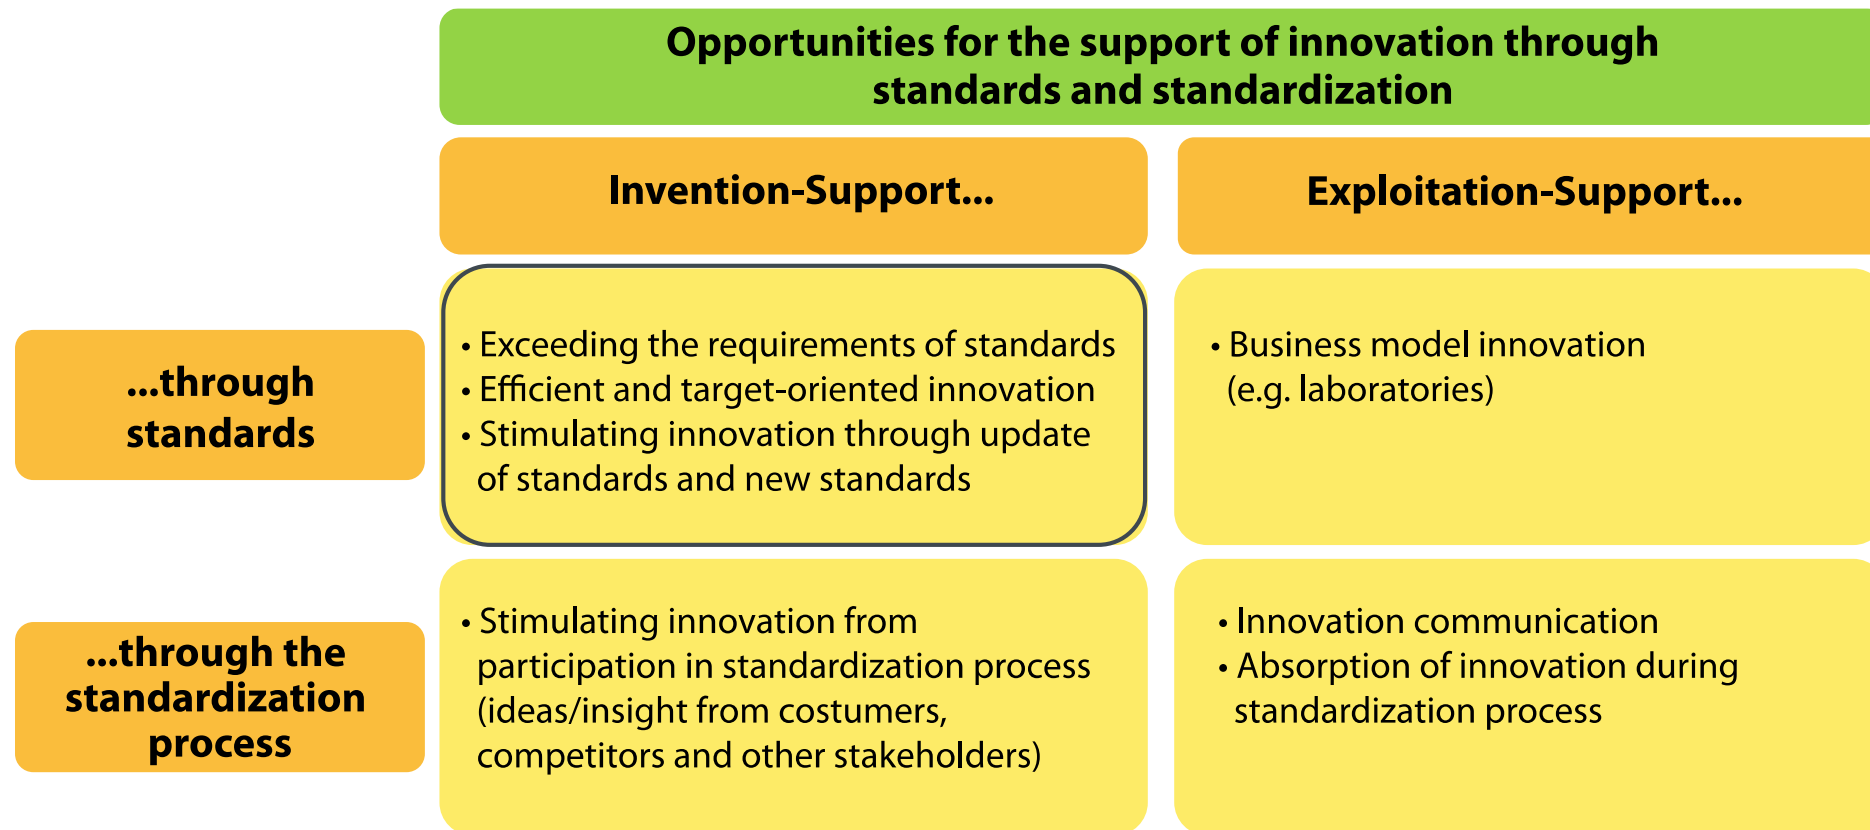 Opportunities for the support of innovation through
standards and standardization
Invention-Support...
Exploitation-Support...
...through
standards
• Exceeding the requirements of standards
• Efficient and target-oriented innovation
• Stimulating innovation through update
of standards and new standards
• Business model innovation
(e.g. laboratories)
...through the
standardization
process
• Stimulating innovation from
participation in standardization process
(ideas/insight from costumers,
competitors and other stakeholders)
• Innovation communication
• Absorption of innovation during
standardization process